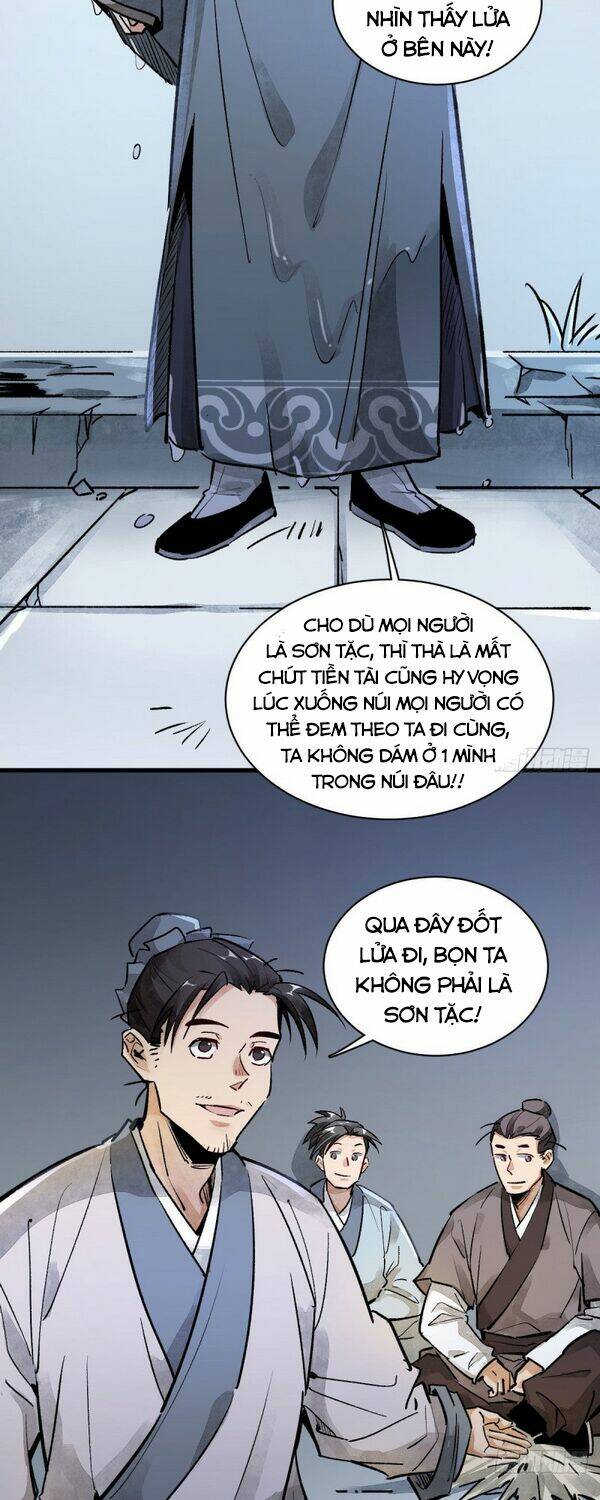 NHÌN THẤY LỬA
Ở BÊN NÀY!
CHO DÙ MỌI NGƯỜI
LÀ SƠN TẶC, THÌ THÀ LÀ MẤT
CHÚT TIỀN TÀI CŨNG HY VỌNG
LÚC XUỐNG NÚI MỌI NGƯỜI CÓ
THỂ ĐEM THEO TA ĐI CÙNG,
TA KHÔNG DÁM Ở 1 MÌNH
TRONG NÚI ĐÂU!!
QUA ĐÂY ĐỐT
LỬA ĐI, BỌN TA
KHÔNG PHẢI LÀ
SƠN TẶC!